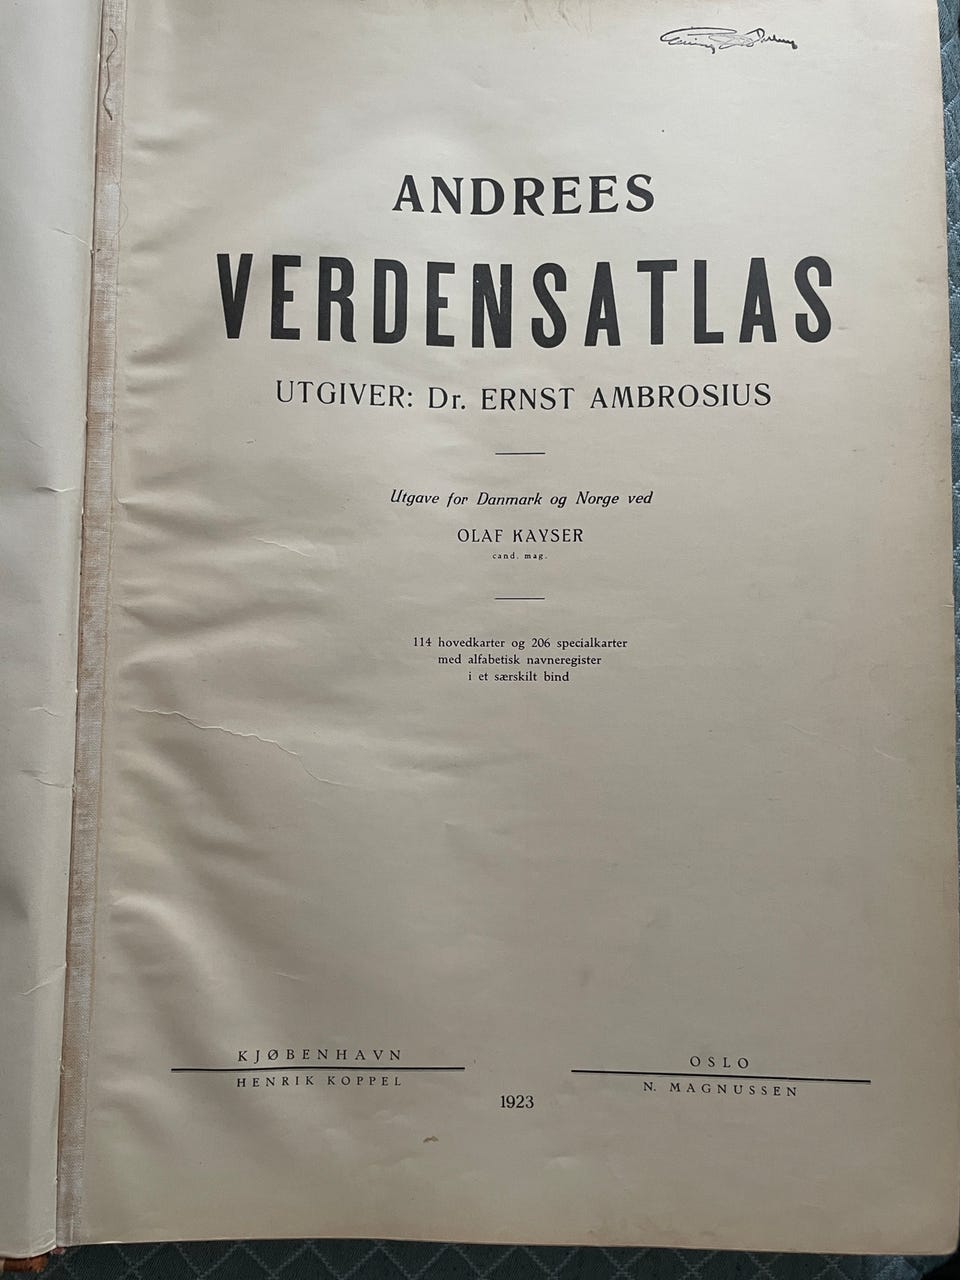 ANDREES
VERDENSATLAS
UTGIVER: Dr. ERNST AMBROSIUS
Utgave for Danmark og Norge ved
OLAF KAYSER
cand. mag.
114 hovedkarter og 206 specialkarter
med alfabetisk navneregister
i et særskilt bind
KJØBENHAVN
HENRIK KOPPEL
OSLO
N. MAGNUSSEN
1923